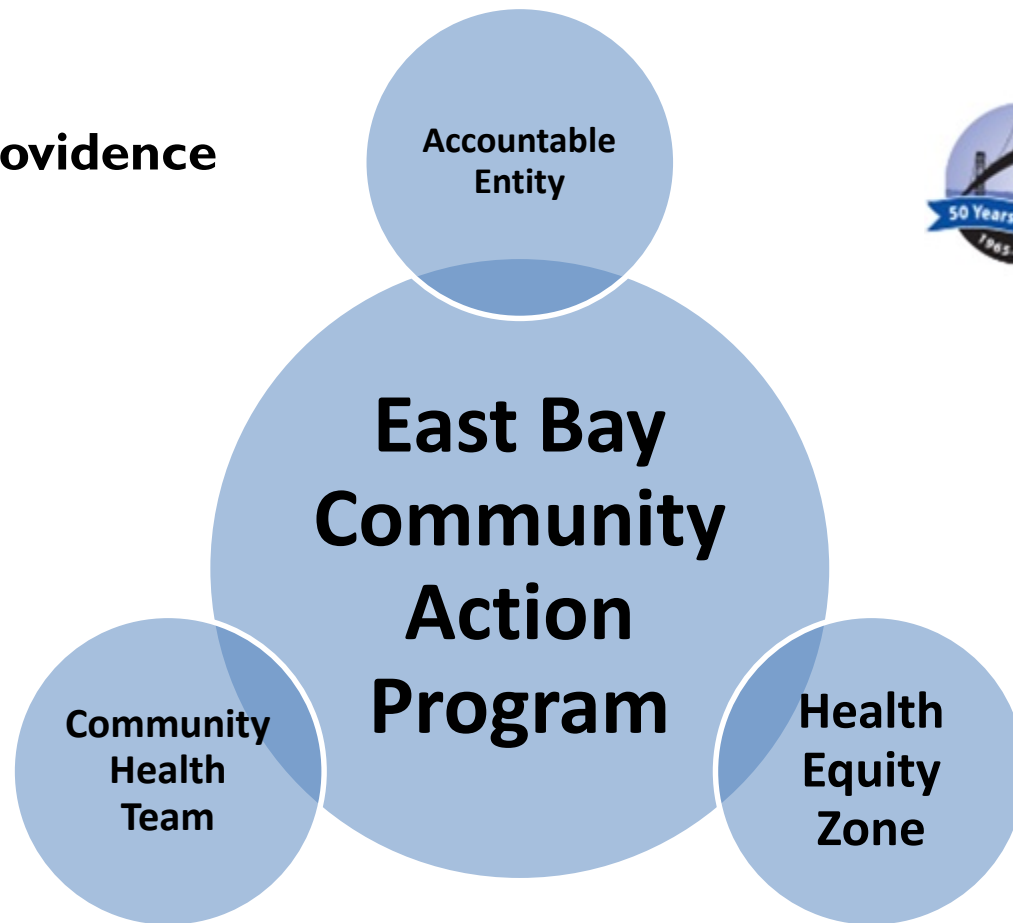 ovidence
Accountable
Entity
50 Years
1965-
East Bay
Community
Action
Program
Community
Health
Team
Health
Equity
Zone